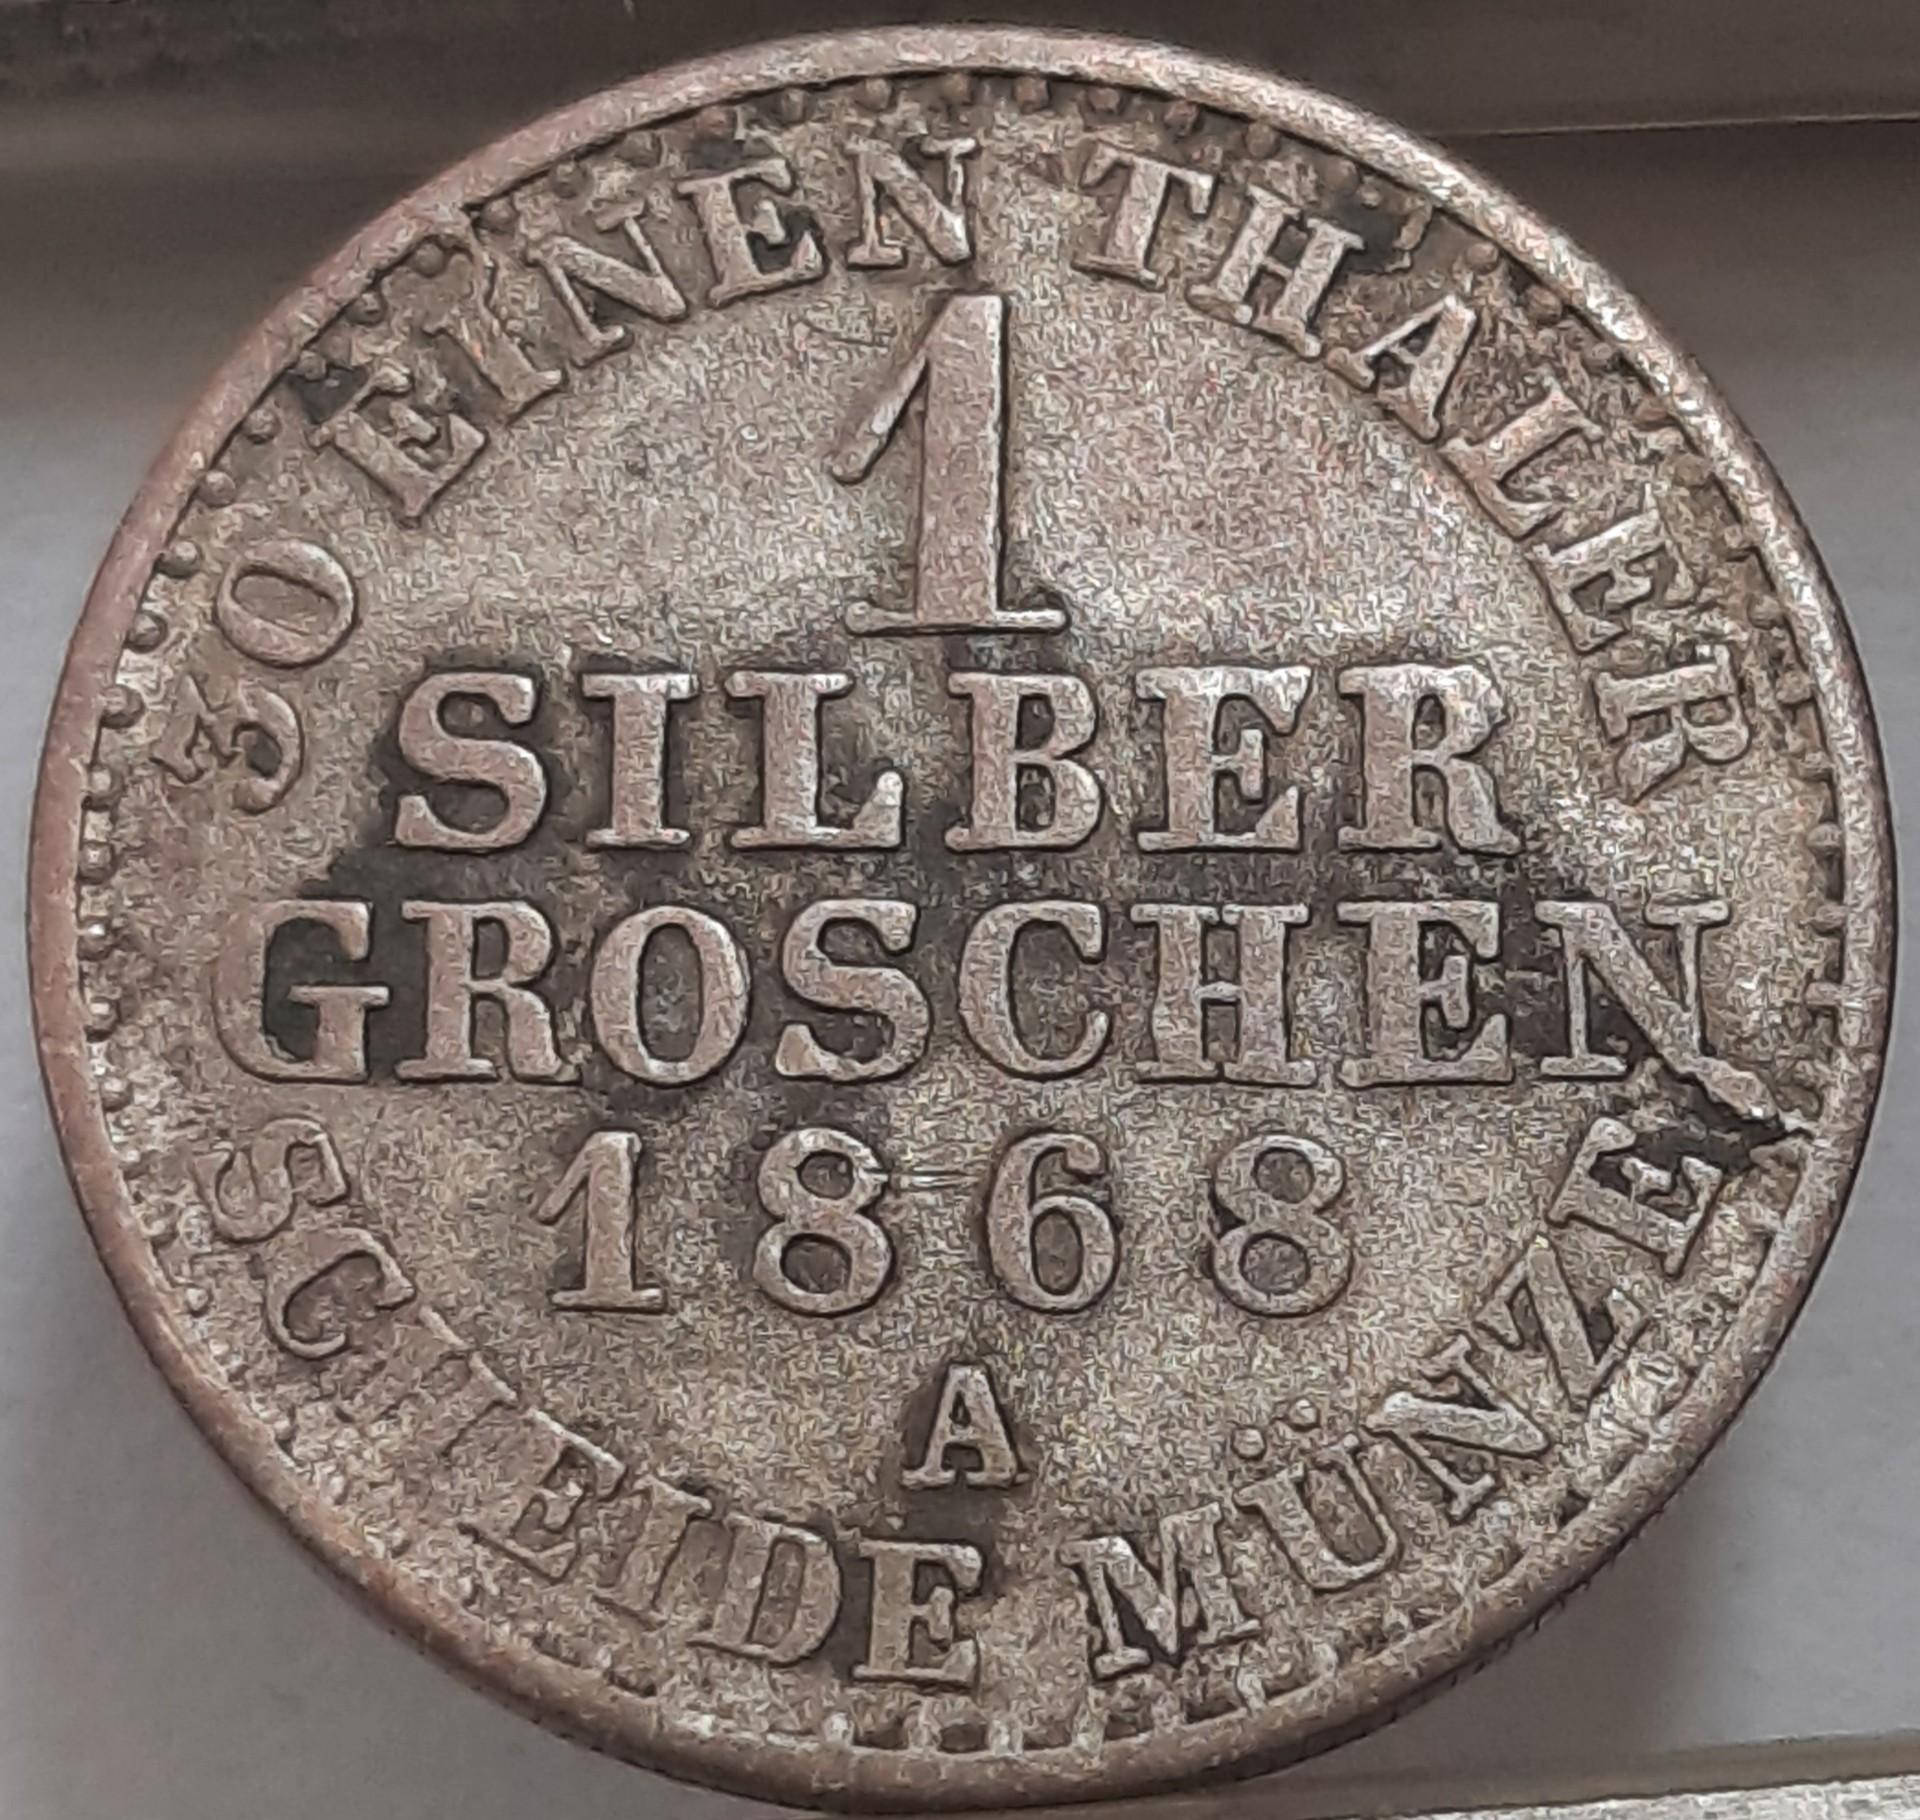 30 EINEN THALER
1
SILBER
GROSCHEN
1868
A
SCHEIDE MÜNZE